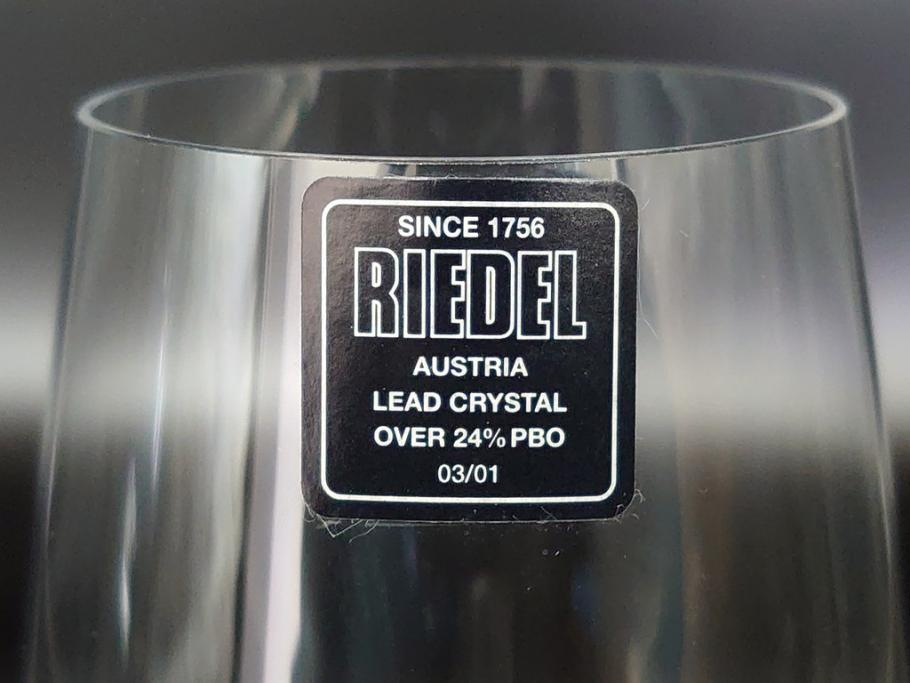 SINCE 1756
RIEDEL
AUSTRIA
LEAD CRYSTAL
OVER 24% PBO
03/01